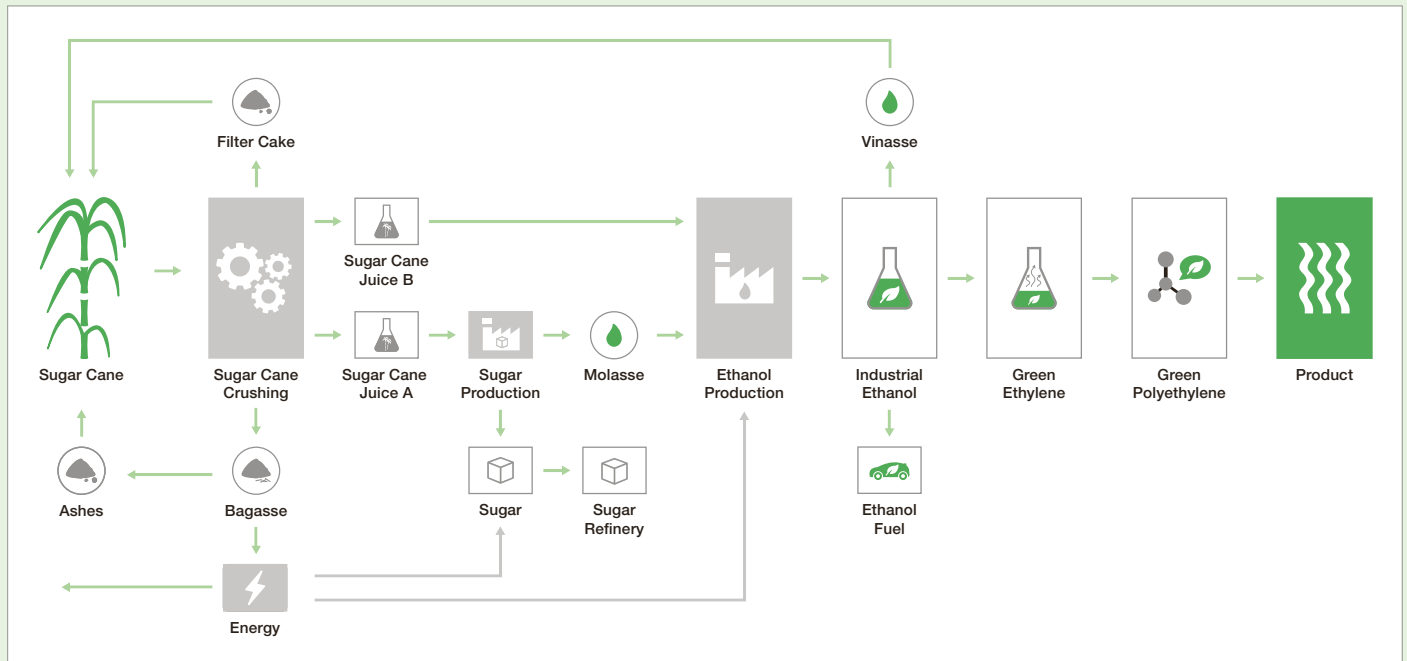 Filter Cake
Vinasse
Sugar Cane
Juice B
Sugar Cane
Sugar Cane
Crushing
Sugar Cane
Juice A
Sugar
Production
Molasse
Ethanol
Production
Industrial
Ethanol
Green
Ethylene
Green
Polyethylene
Product
Ashes
Bagasse
Sugar
Sugar
Refinery
Ethanol
Fuel
Energy